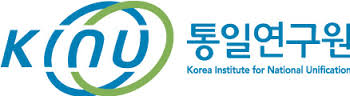 KINU
통일연구원
Korea Institute for National Unification